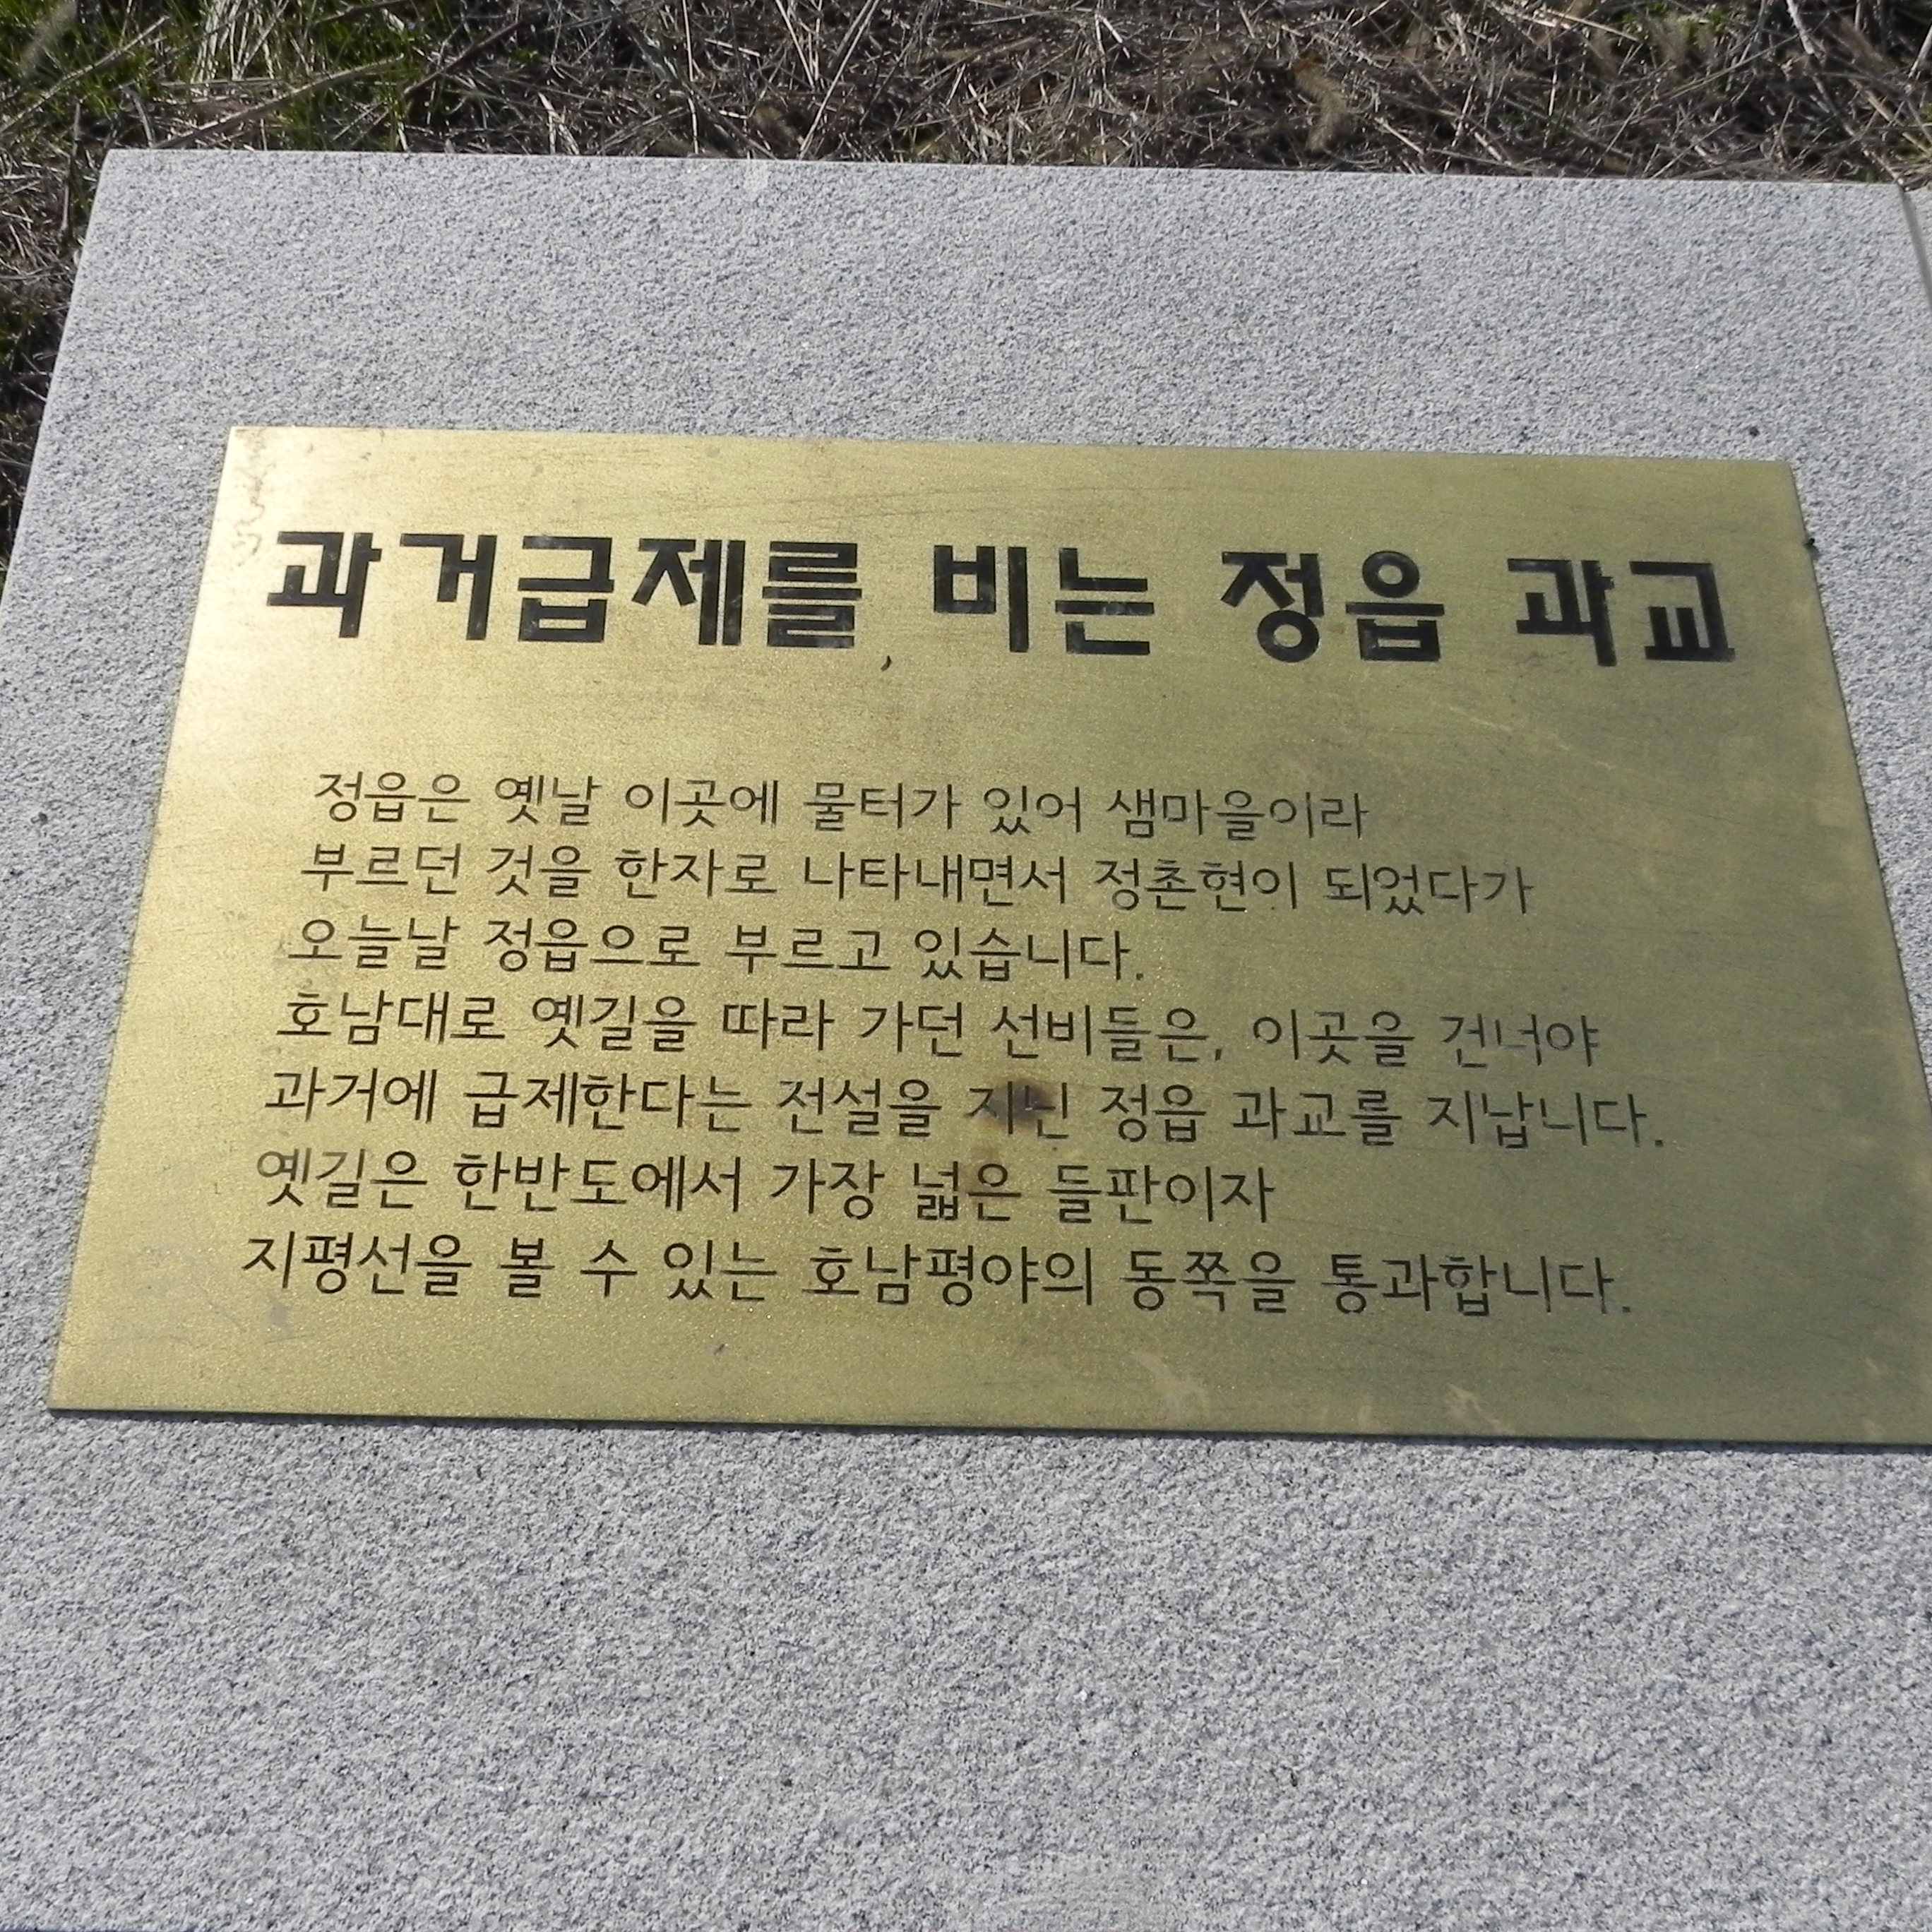 과거급제를 비는 정읍 과교
정읍은 옛날 이곳에 물터가 있어 샘마을이라
부르던 것을 한자로 나타내면서 정촌현이 되었다가
오늘날 정읍으로 부르고 있습니다.
호남대로 옛길을 따라 가던 선비들은, 이곳을 건너야
과거에 급제한다는 전설을 지닌 정읍 과교를 지납니다.
옛길은 한반도에서 가장 넓은 들판이자
지평선을 볼 수 있는 호남평야의 동쪽을 통과합니다.